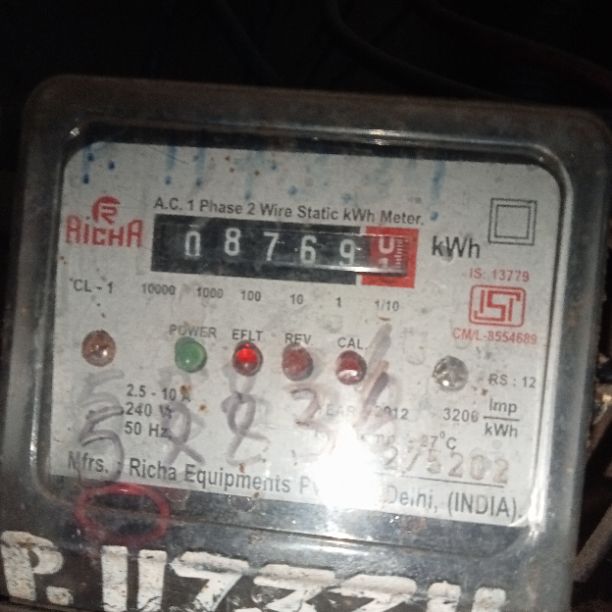 RICHA
A.C. 1 Phase 2 Wire Static kWh Meter.
08769 kWh
IS: 13779
CL - 1 10000 1000 100 10 1 1/10
ISI
CM/L-8554689
POWER EFLT REV CAL
RS : 12
2.5 - 10 A
240 V
50 Hz
2012
3200 Imp/kWh
27°C
275202
Mfrs. : Richa Equipments Delhi, (INDIA).